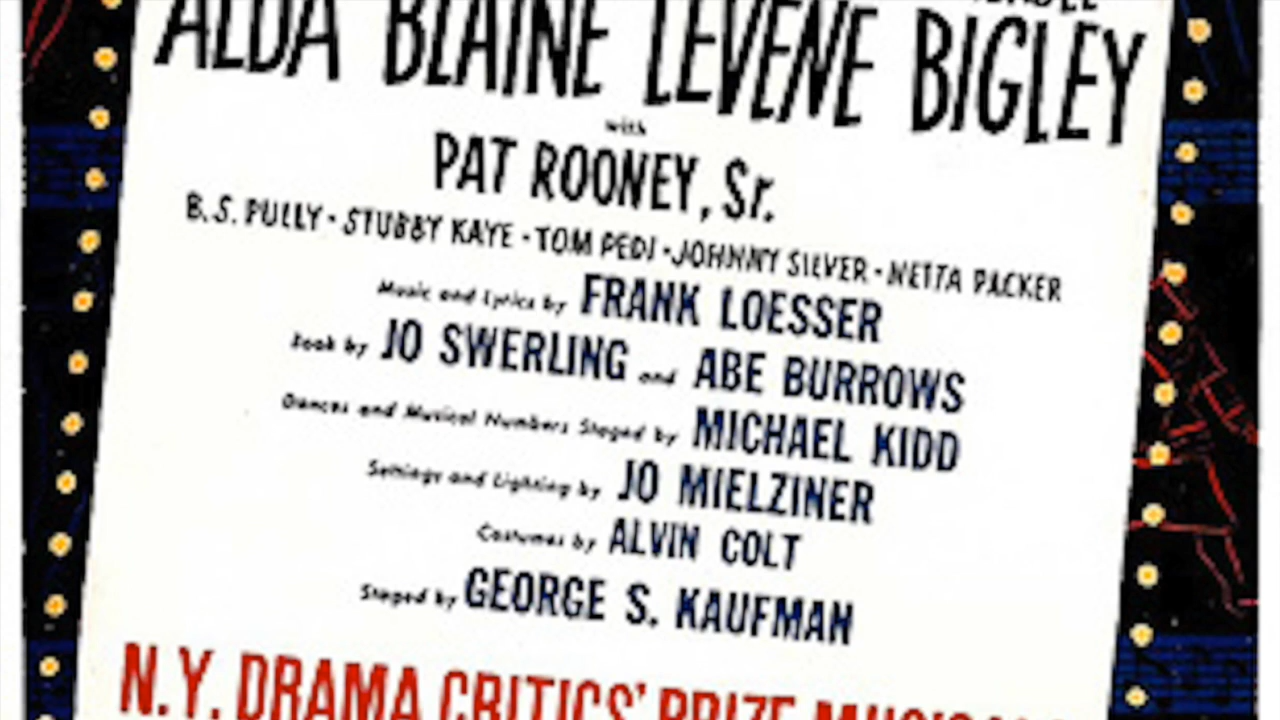 ALDA BLAINE LEVENE BIGLEY
with
PAT ROONEY, Sr.
B.S. PULLY · STUBBY KAYE · TOM PEDI · JOHNNY SILVER · NETTA PACKER
Music and Lyrics by FRANK LOESSER
Book by JO SWERLING and ABE BURROWS
Dances and Musical Numbers Staged by MICHAEL KIDD
Settings and Lighting by JO MIELZINER
Costumes by ALVIN COLT
Staged by GEORGE S. KAUFMAN
N.Y. DRAMA CRITICS' PRIZE MUSICAL